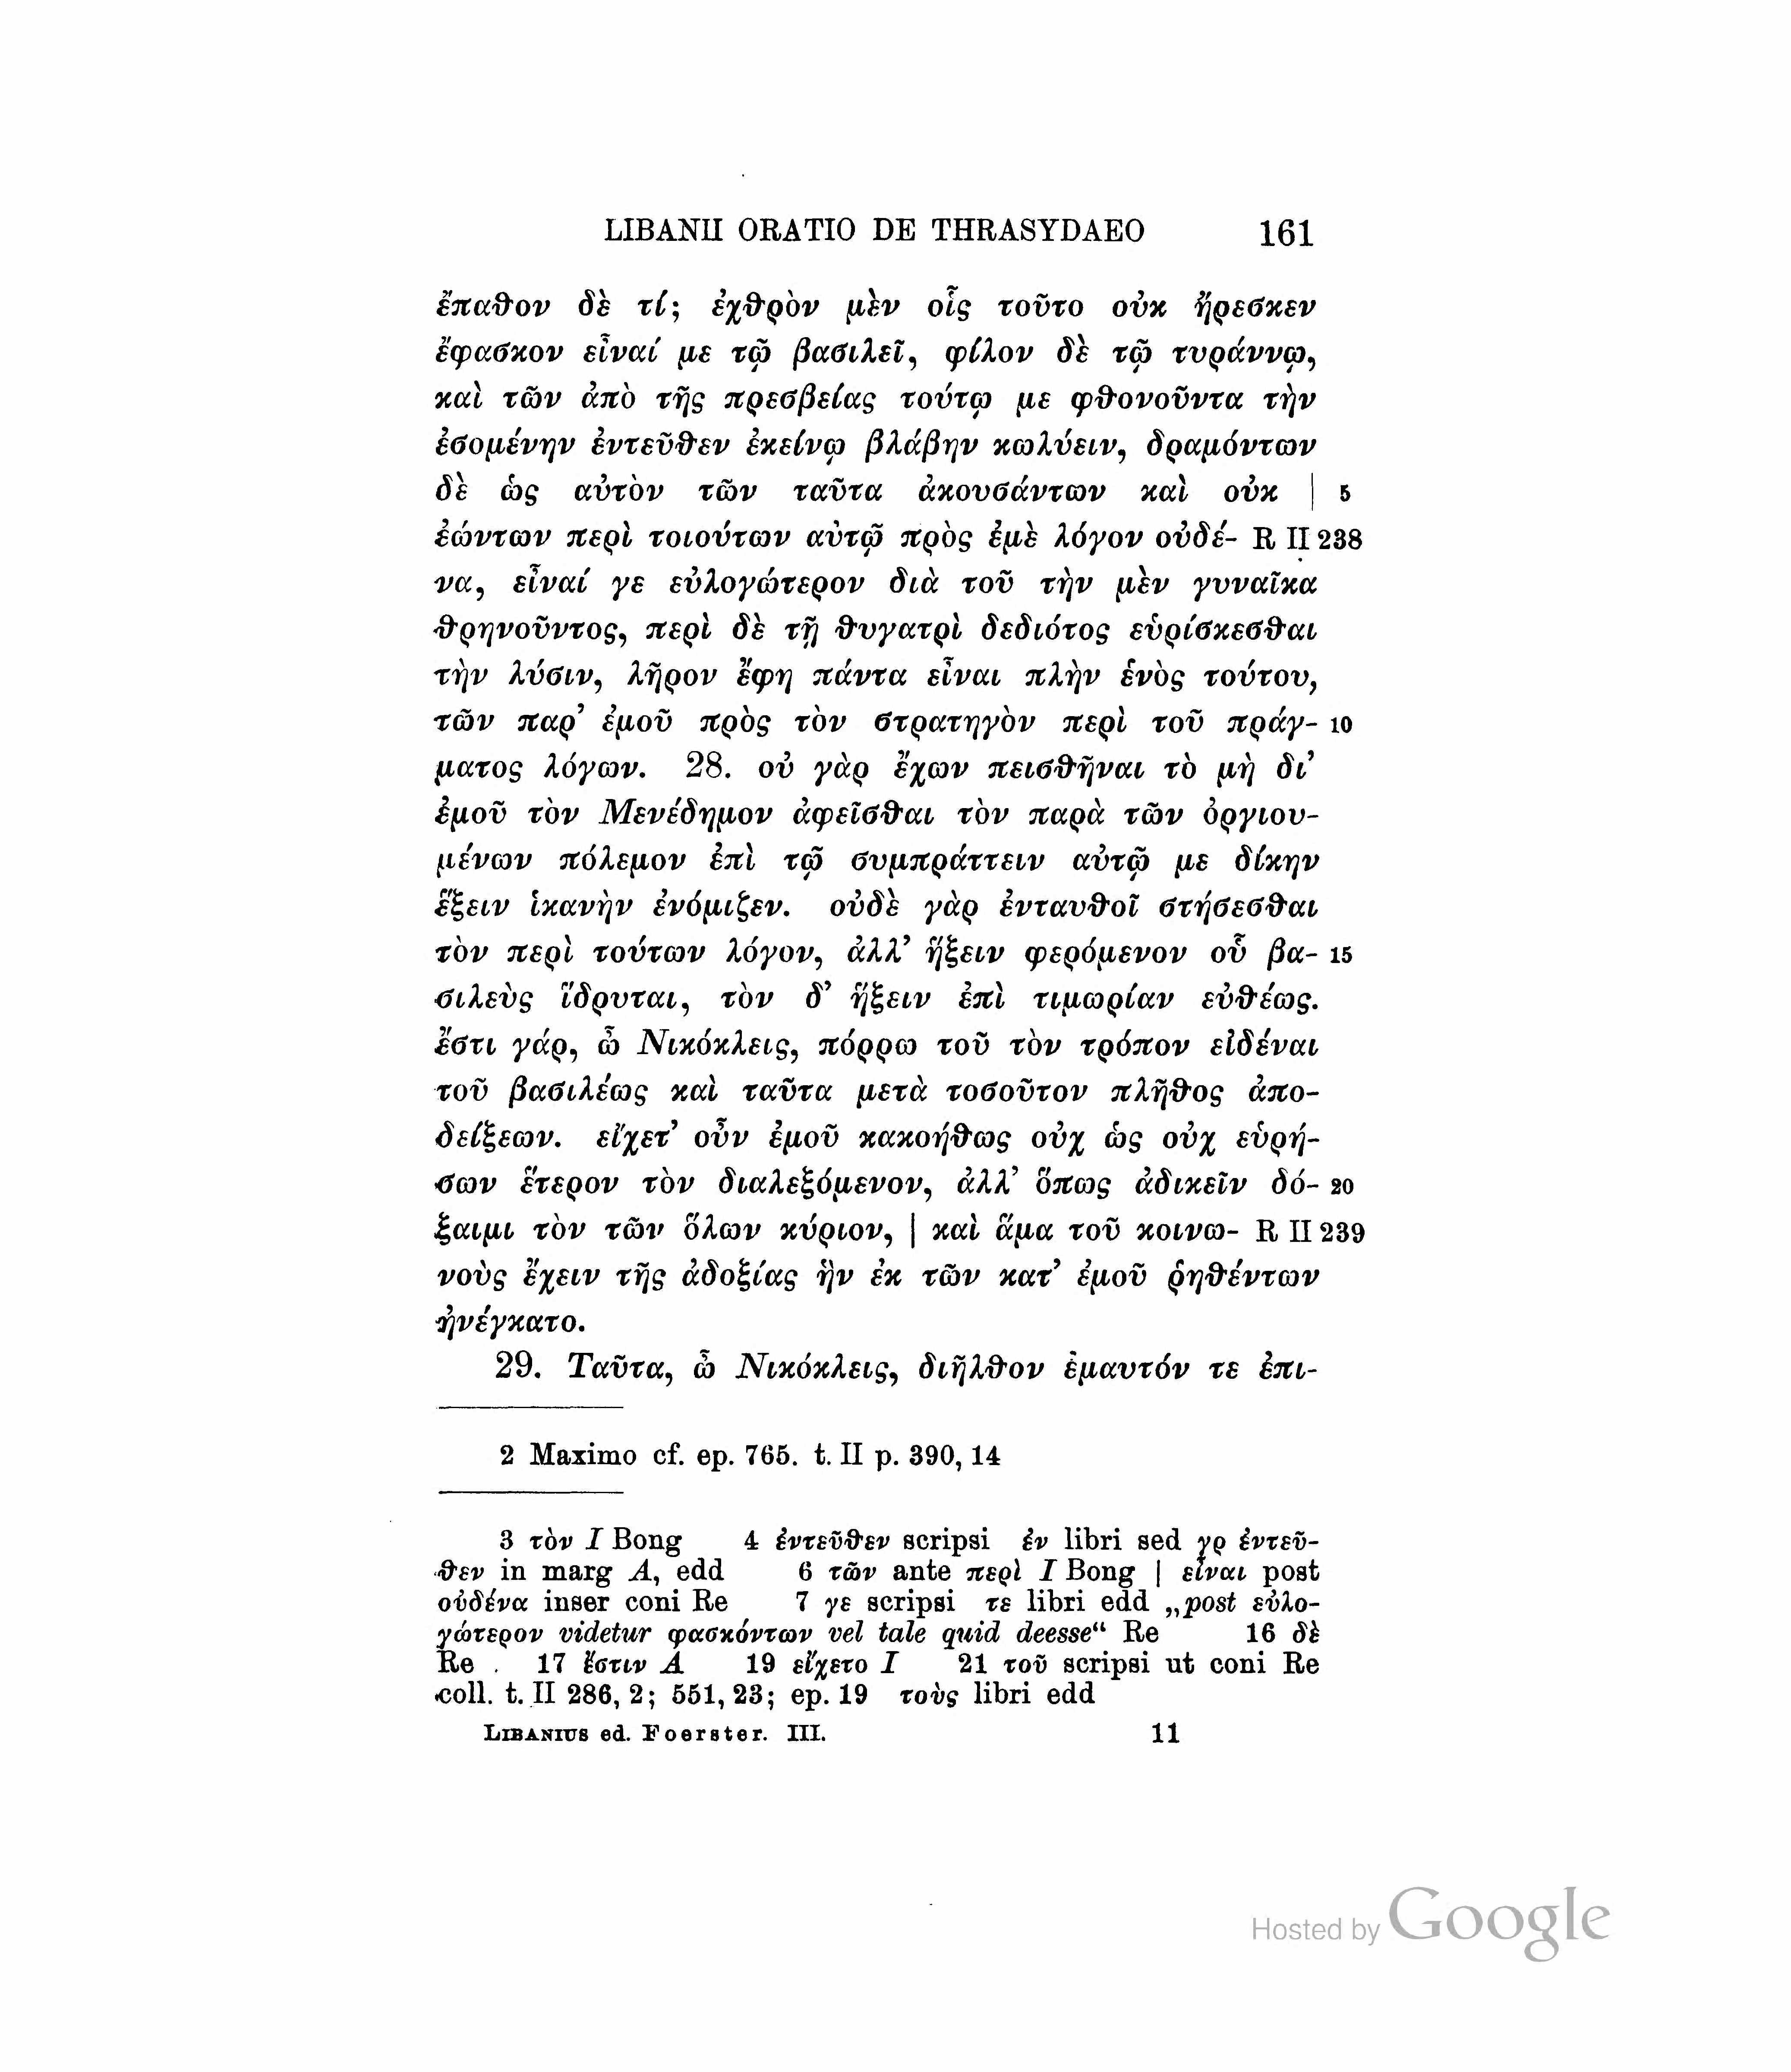 LIBANII ORATIO DE THRASYDAEO 161
ἔπαθον δὲ τί; ἐχθρὸν μὲν οἷς τοῦτο οὐκ ἤρεσκεν
ἔφασκον εἶναί με τῷ βασιλεῖ, φίλον δὲ τῷ τυράννῳ,
καὶ τῶν ἀπὸ τῆς πρεσβείας τούτῳ με φθονοῦντα τὴν
ἐσομένην ἐντεῦθεν ἐκείνῳ βλάβην κωλύειν, δραμόντων
δὲ ὡς αὐτὸν τῶν ταῦτα ἀκουσάντων καὶ οὐκ | 5
ἐώντων περὶ τοιούτων αὐτῷ πρὸς ἐμὲ λόγον οὐδέ- R II 238
να, εἶναί γε εὐλογώτερον διὰ τοῦ τὴν μὲν γυναῖκα
θρηνοῦντος, περὶ δὲ τῇ θυγατρὶ δεδιότος εὑρίσκεσθαι
τὴν λύσιν, λῆρον ἔφη πάντα εἶναι πλὴν ἑνὸς τούτου,
τῶν παρ’ ἐμοῦ πρὸς τὸν στρατηγὸν περὶ τοῦ πράγ- 10
ματος λόγων. 28. οὐ γὰρ ἔχων πεισθῆναι τὸ μὴ δι’
ἐμοῦ τὸν Μενέδημον ἀφεῖσθαι τὸν παρὰ τῶν ὀργιου-
μένων πόλεμον ἐπὶ τῷ συμπράττειν αὐτῷ με δίκην
ἕξειν ἱκανὴν ἐνόμιζεν. οὐδὲ γὰρ ἐνταυθοῖ στήσεσθαι
τὸν περὶ τούτων λόγον, ἀλλ’ ἥξειν φερόμενον οὗ βα- 15
σιλεὺς ἵδρυται, τὸν δ’ ἥξειν ἐπὶ τιμωρίαν εὐθέως.
ἔστι γάρ, ὦ Νικόκλεις, πόρρω τοῦ τὸν τρόπον εἰδέναι
τοῦ βασιλέως καὶ ταῦτα μετὰ τοσοῦτον πλῆθος ἀπο-
δείξεων. εἴχετ’ οὖν ἐμοῦ κακοήθως οὐχ ὡς οὐχ εὑρή-
σων ἕτερον τὸν διαλεξόμενον, ἀλλ’ ὅπως ἀδικεῖν δό- 20
ξαιμι τὸν τῶν ὅλων κύριον, | καὶ ἅμα τοῦ κοινω- R II 239
νοὺς ἔχειν τῆς ἀδοξίας ἣν ἐκ τῶν κατ’ ἐμοῦ ῥηθέντων
ἠνέγκατο.
29. Ταῦτα, ὦ Νικόκλεις, διῆλθον ἐμαυτόν τε ἐπι-
2 Maximo cf. ep. 765. t. II p. 390, 14
3 τὸν I Bong 4 ἐντεῦθεν scripsi ἐν libri sed γρ ἐντεῦ-
θεν in marg A, edd 6 τῶν ante περὶ I Bong | εἶναι post
οὐδένα inser coni Re 7 γε scripsi τε libri edd „post εὐλο-
γώτερον videtur φασκόντων vel tale quid deesse“ Re 16 δὲ
Re 17 ἔστιν A 19 εἴχετο I 21 τοῦ scripsi ut coni Re
coll. t. II 286, 2; 551, 23; ep. 19 τοὺς libri edd
LIBANIUS ed. Foerster. III. 11
Hosted by Google